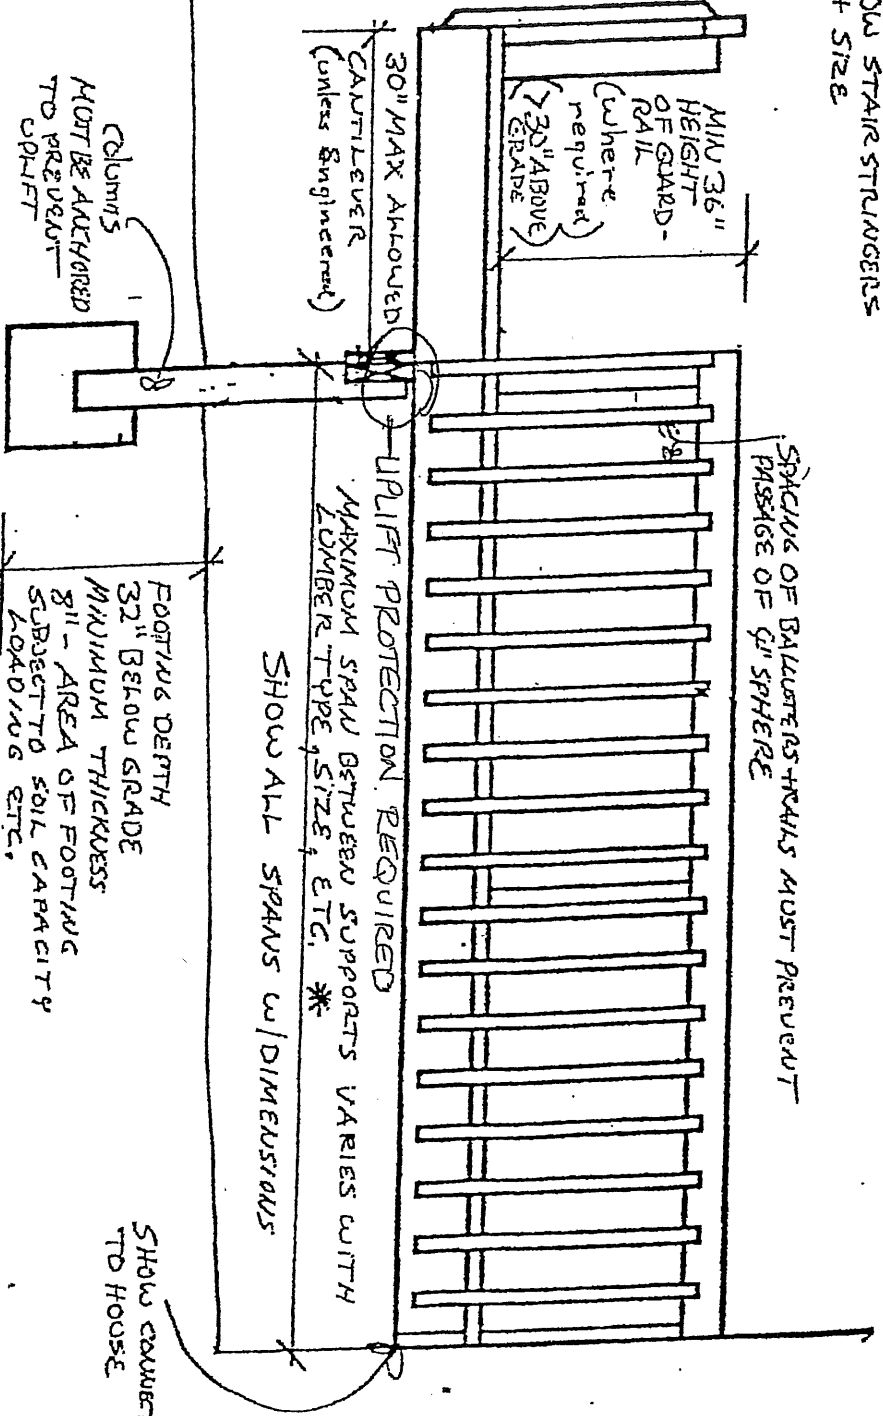 OW STAIR STRINGERS
+ SIZE
MIN 36"
HEIGHT
OF GUARD-
RAIL
(where
required)
(>30" ABOVE
GRADE)
SPACING OF BALLUTERS + RAILS MUST PREVENT
PASSAGE OF 4" SPHERE
30" MAX ALLOWED
CANTILEVER
(unless Engineered)
UPLIFT PROTECTION REQUIRED
MAXIMUM SPAN BETWEEN SUPPORTS VARIES WITH
LUMBER TYPE, SIZE, ETC. *
SHOW ALL SPANS W/DIMENSIONS
Columns
MUST BE ANCHORED
TO PREVENT
UPLIFT
FOOTING DEPTH
32" BELOW GRADE
MINIMUM THICKNESS
8" - AREA OF FOOTING
SUBJECT TO SOIL CAPACITY
LOADING ETC.
SHOW CONNEC
TO HOUSE